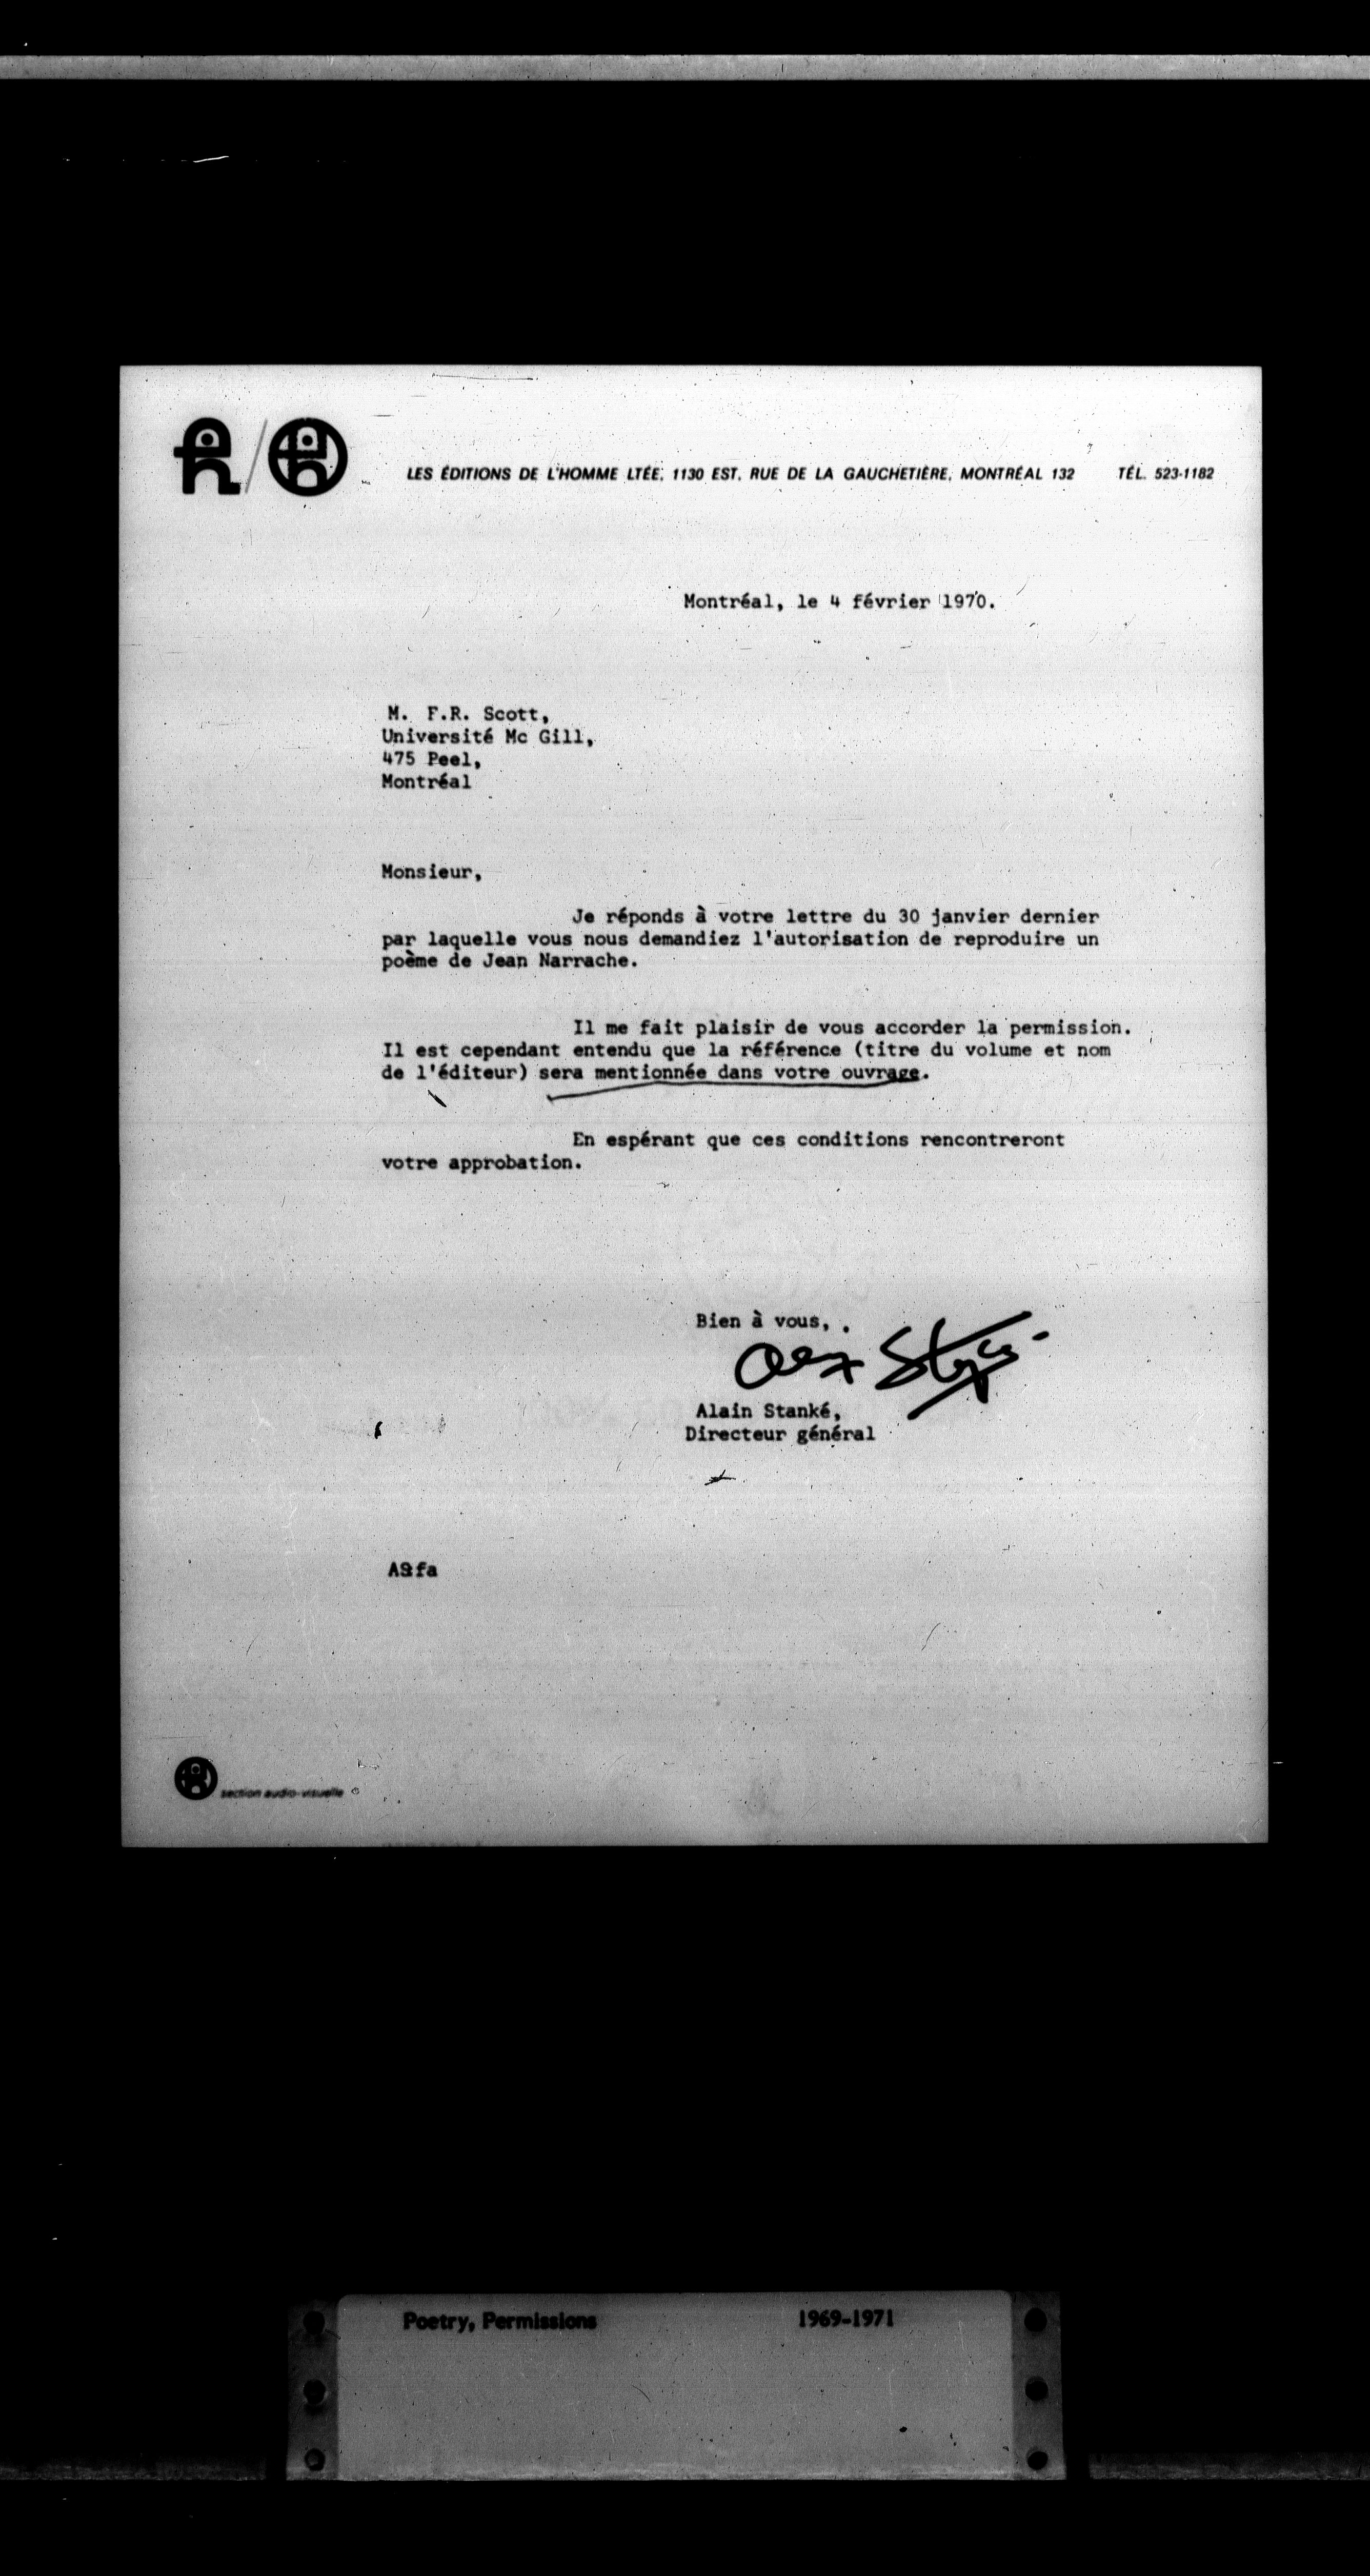 LES ÉDITIONS DE L'HOMME LTÉE, 1130 EST, RUE DE LA GAUCHETIÈRE, MONTRÉAL 132 TÉL. 523-1182
Montréal, le 4 février 1970.
M. F.R. Scott,
Université Mc Gill,
475 Peel,
Montréal
Monsieur,
Je réponds à votre lettre du 30 janvier dernier
par laquelle vous nous demandiez l'autorisation de reproduire un
poème de Jean Narrache.
Il me fait plaisir de vous accorder la permission.
Il est cependant entendu que la référence (titre du volume et nom
de l'éditeur) sera mentionnée dans votre ouvrage.
En espérant que ces conditions rencontreront
votre approbation.
Bien à vous,
Alain Stanké,
Directeur général
section audio-visuelle
Poetry, Permissions 1969-1971